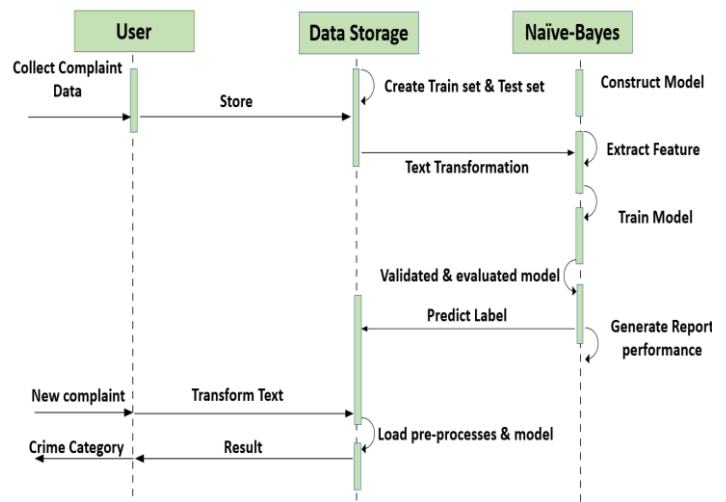 User
Data Storage
Naïve-Bayes
Collect Complaint
Data
Store
Create Train set & Test set
Construct Model
Text Transformation
Extract Feature
Train Model
Validated & evaluated model
Predict Label
Generate Report
performance
New complaint
Transform Text
Load pre-processes & model
Crime Category
Result